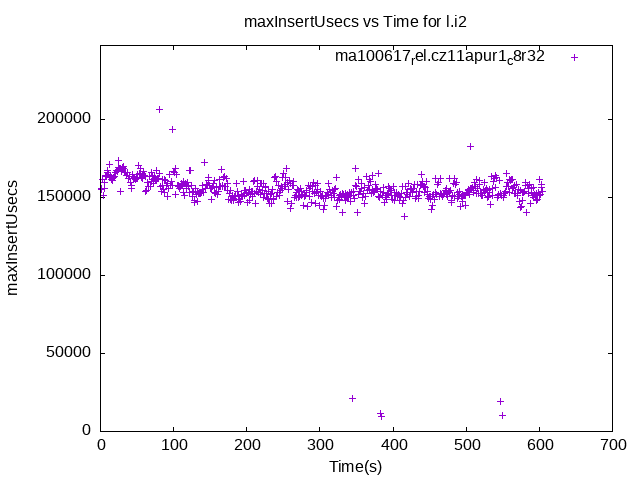 maxInsertUsecs vs Time for l.i2
ma100617rel.cz11apur1c8r32
maxInsertUsecs
200000
150000
100000
50000
0
0 100 200 300 400 500 600 700
Time(s)